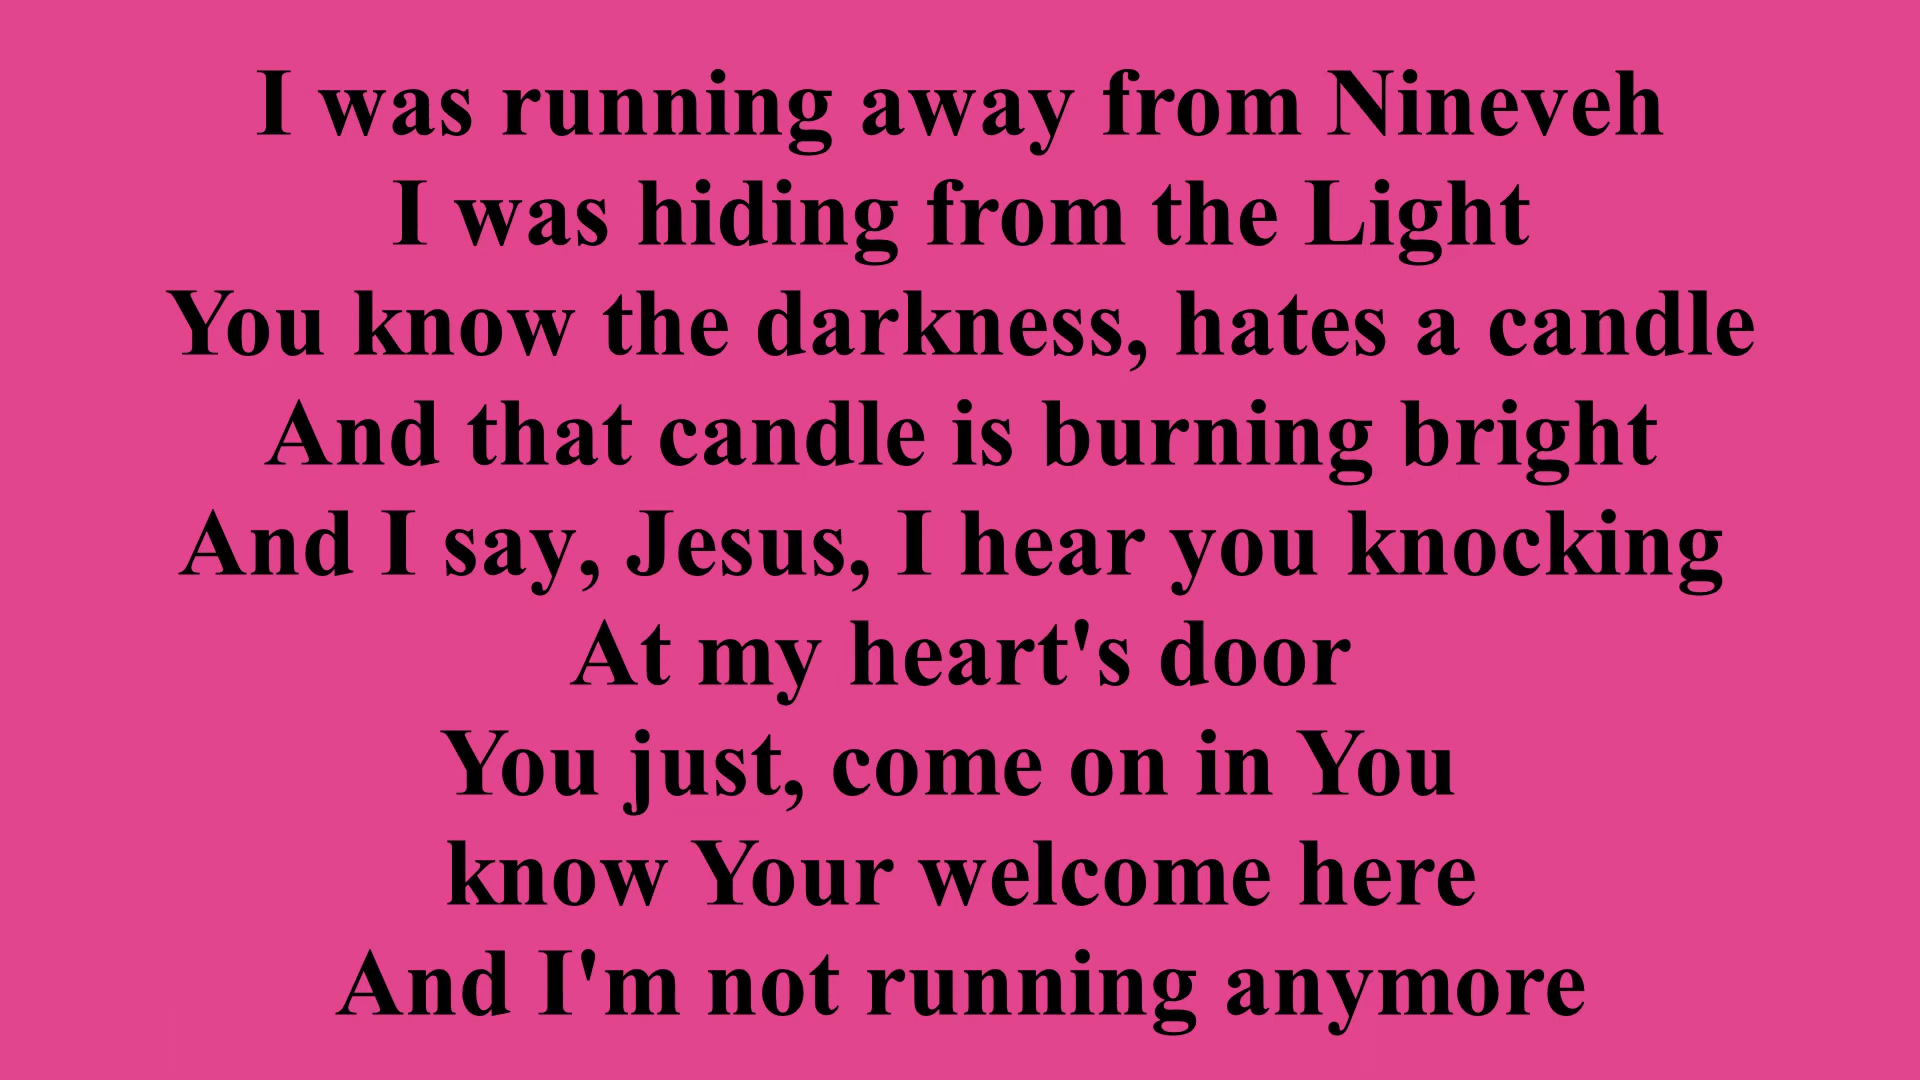 I was running away from Nineveh
I was hiding from the Light
You know the darkness, hates a candle
And that candle is burning bright
And I say, Jesus, I hear you knocking
At my heart's door
You just, come on in You
know Your welcome here
And I'm not running anymore